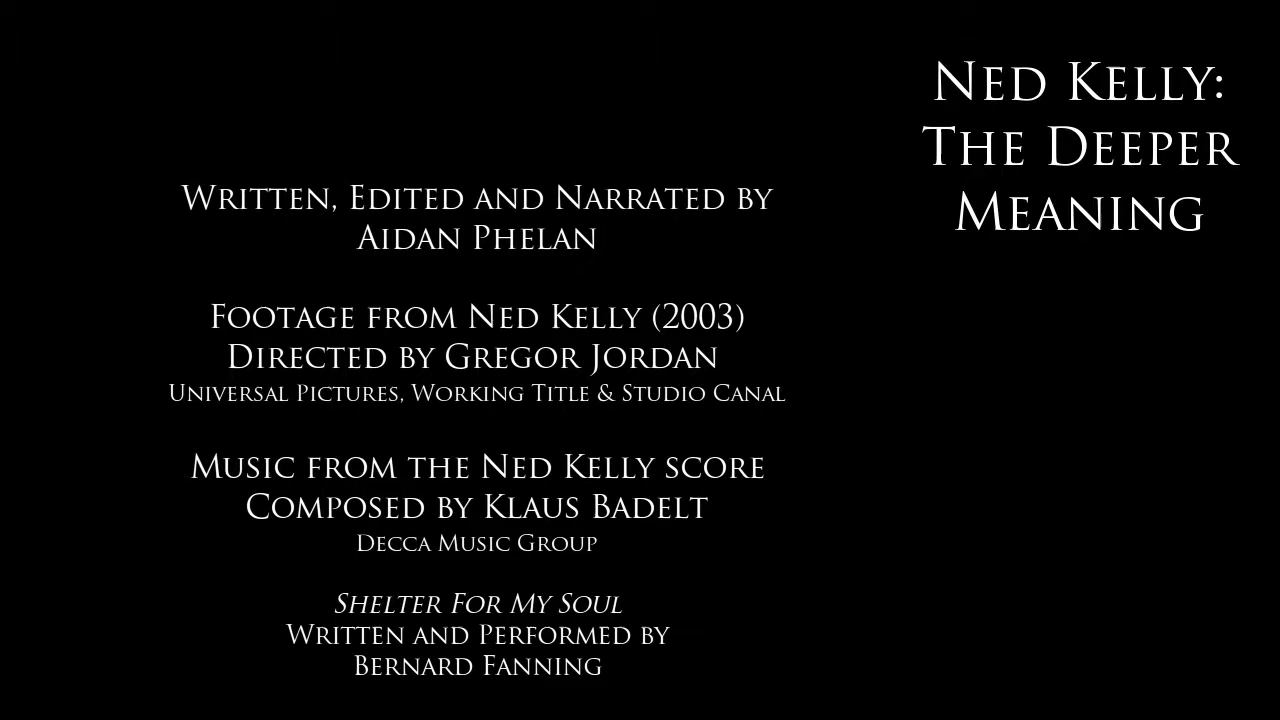 Ned Kelly:
The Deeper
Meaning
Written, Edited and Narrated by
Aidan Phelan
Footage from Ned Kelly (2003)
Directed by Gregor Jordan
Universal Pictures, Working Title & Studio Canal
Music from the Ned Kelly score
Composed by Klaus Badelt
Decca Music Group
Shelter For My Soul
Written and Performed by
Bernard Fanning